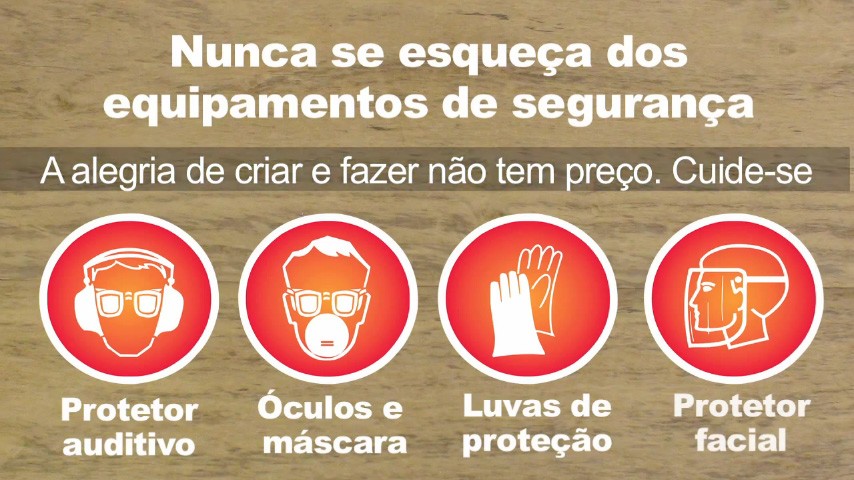 Nunca se esqueça dos
equipamentos de segurança
A alegria de criar e fazer não tem preço. Cuide-se
Protetor
auditivo
Óculos e
máscara
Luvas de
proteção
Protetor
facial